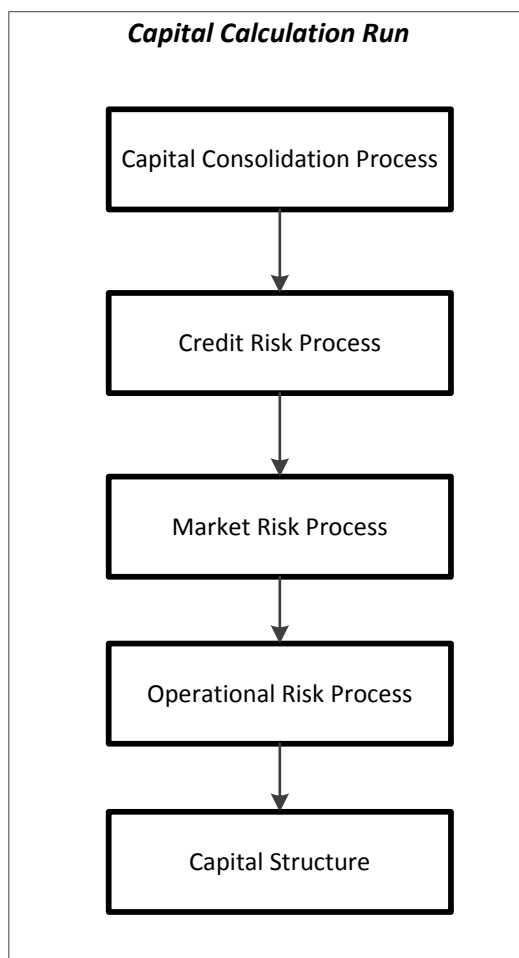 Capital Calculation Run
Capital Consolidation Process
Credit Risk Process
Market Risk Process
Operational Risk Process
Capital Structure